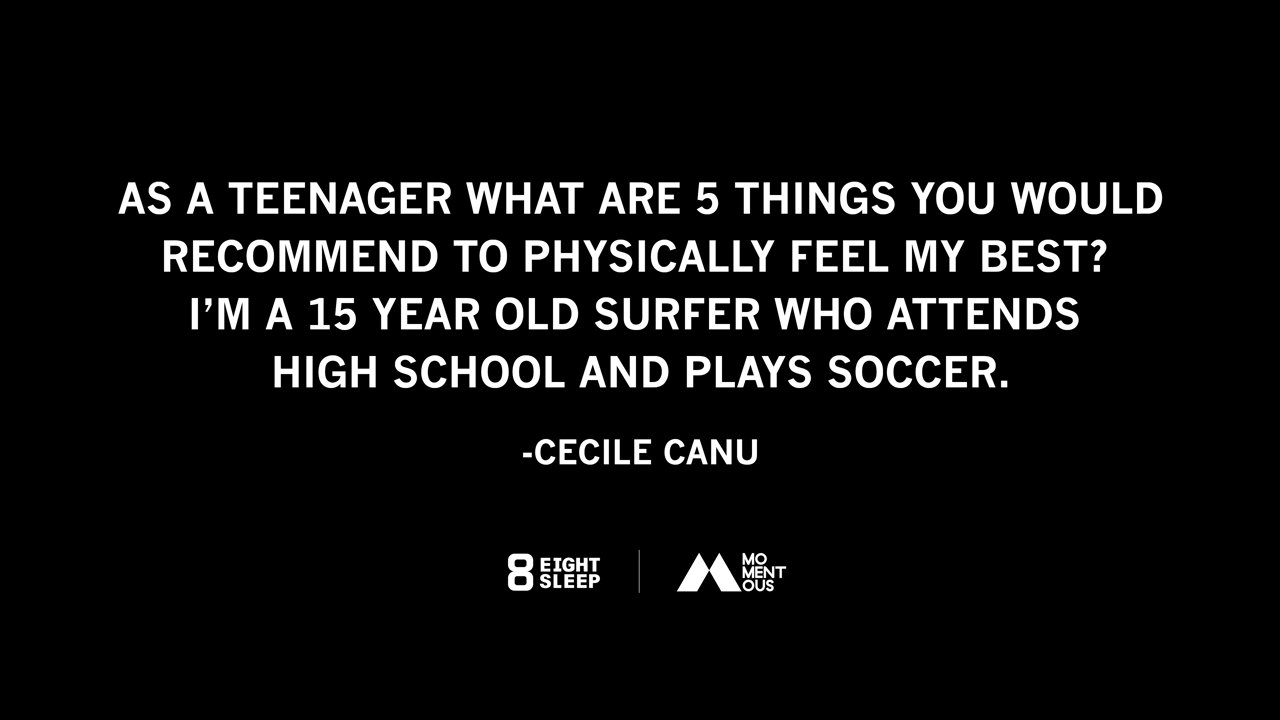 AS A TEENAGER WHAT ARE 5 THINGS YOU WOULD
RECOMMEND TO PHYSICALLY FEEL MY BEST?
I’M A 15 YEAR OLD SURFER WHO ATTENDS
HIGH SCHOOL AND PLAYS SOCCER.
-CECILE CANU
8 EIGHT
SLEEP
MO
MENT
OUS